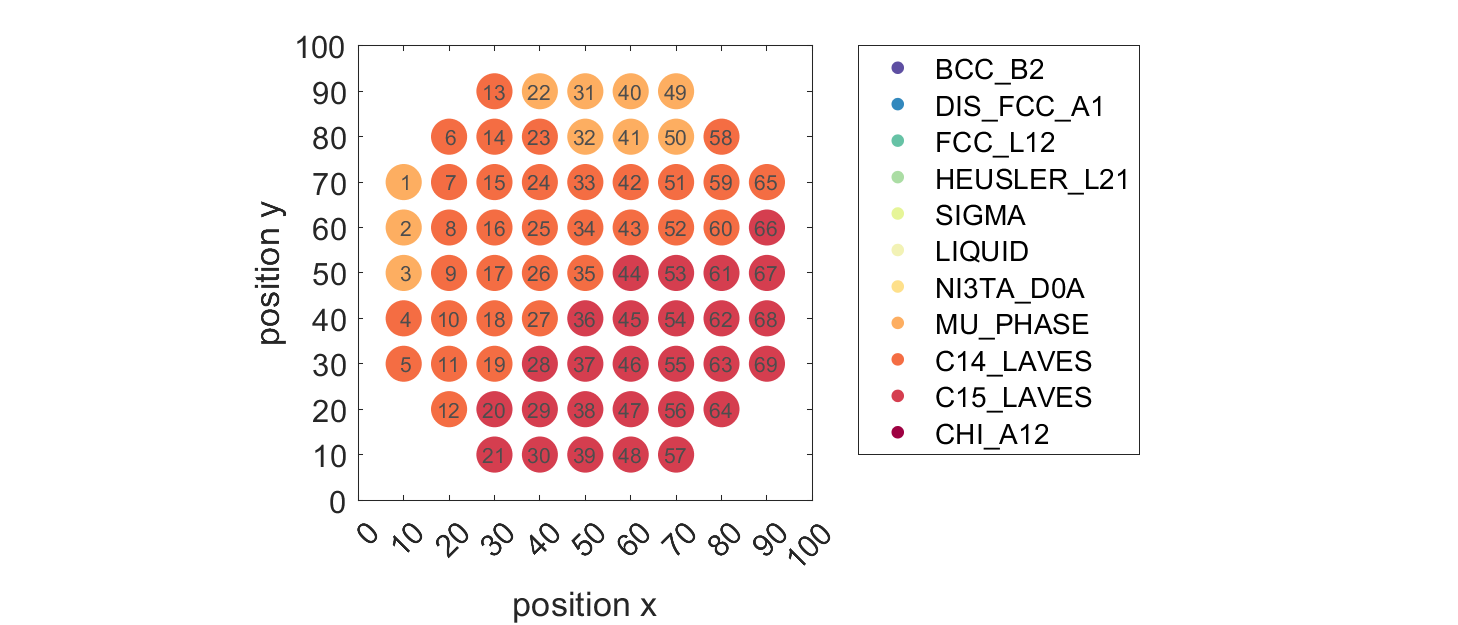 100
90
80
70
60
50
40
30
20
10
0
position y
13 22 31 40 49
6 14 23 32 41 50 58
1 7 15 24 33 42 51 59 65
2 8 16 25 34 43 52 60 66
3 9 17 26 35 44 53 61 67
4 10 18 27 36 45 54 62 68
5 11 19 28 37 46 55 63 69
12 20 29 38 47 56 64
21 30 39 48 57
0 10 20 30 40 50 60 70 80 90 100
position x
BCC_B2
DIS_FCC_A1
FCC_L12
HEUSLER_L21
SIGMA
LIQUID
NI3TA_D0A
MU_PHASE
C14_LAVES
C15_LAVES
CHI_A12